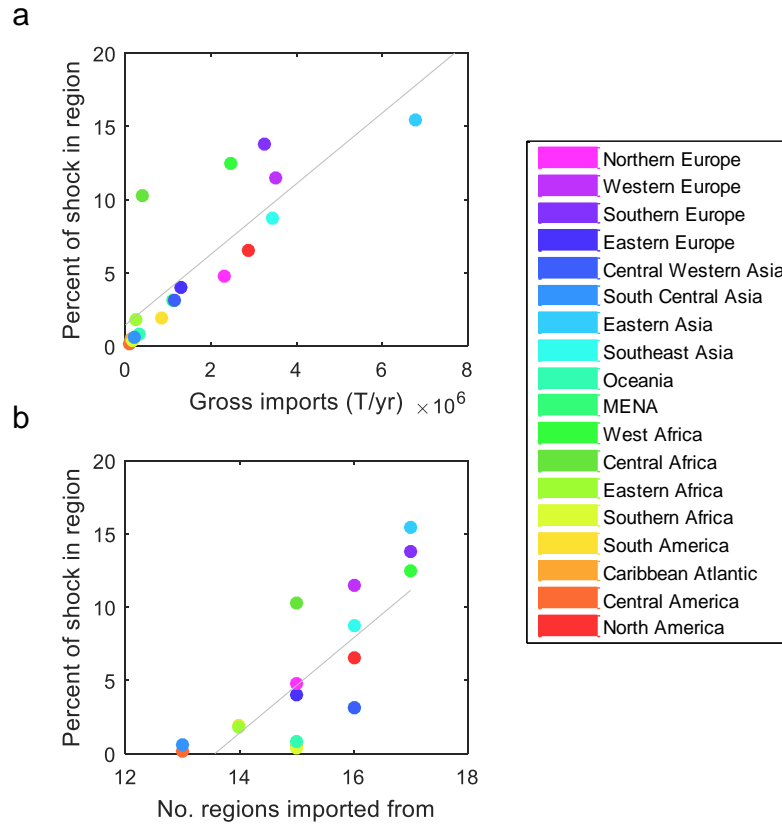 a
20
15
10
5
0
Percent of shock in region
0 2 4 6 8
Gross imports (T/yr) × 10^6
Northern Europe
Western Europe
Southern Europe
Eastern Europe
Central Western Asia
South Central Asia
Eastern Asia
Southeast Asia
Oceania
MENA
West Africa
Central Africa
Eastern Africa
Southern Africa
South America
Caribbean Atlantic
Central America
North America
b
20
15
10
5
0
Percent of shock in region
12 14 16 18
No. regions imported from